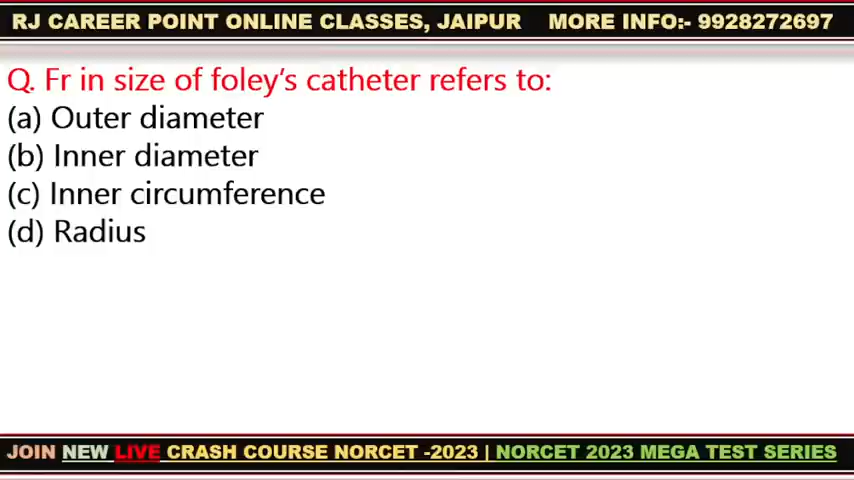 RJ CAREER POINT ONLINE CLASSES, JAIPUR MORE INFO:- 9928272697
Q. Fr in size of foley’s catheter refers to:
(a) Outer diameter
(b) Inner diameter
(c) Inner circumference
(d) Radius
JOIN NEW LIVE CRASH COURSE NORCET -2023 | NORCET 2023 MEGA TEST SERIES